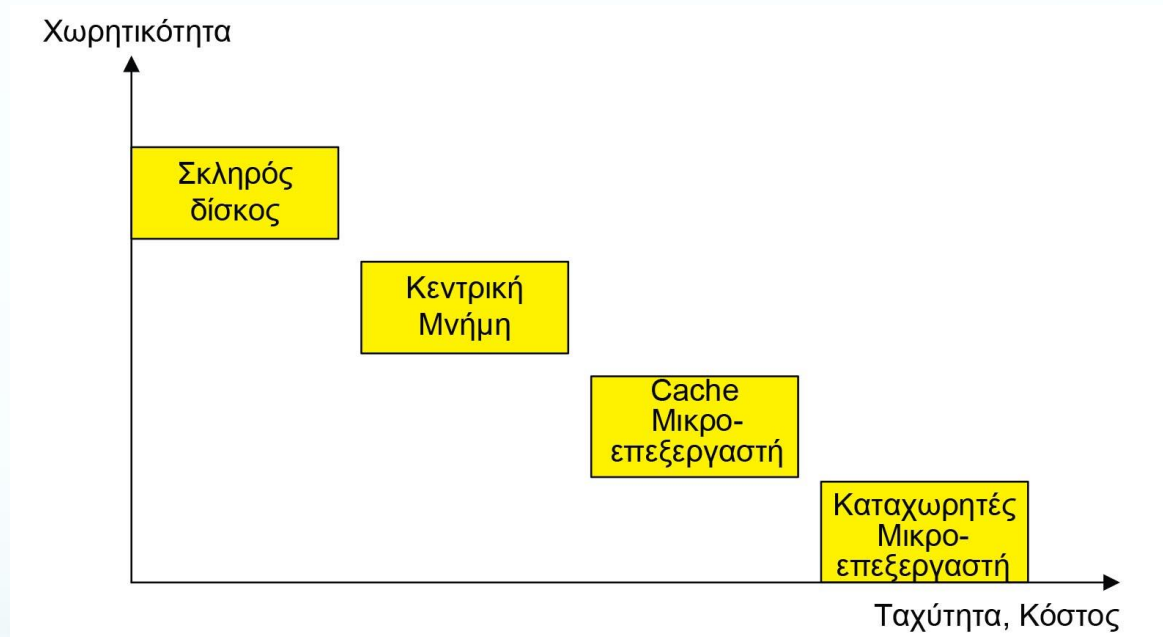 Χωρητικότητα
Σκληρός
δίσκος
Κεντρική
Μνήμη
Cache
Μικρο-
επεξεργαστή
Καταχωρητές
Μικρο-
επεξεργαστή
Ταχύτητα, Κόστος